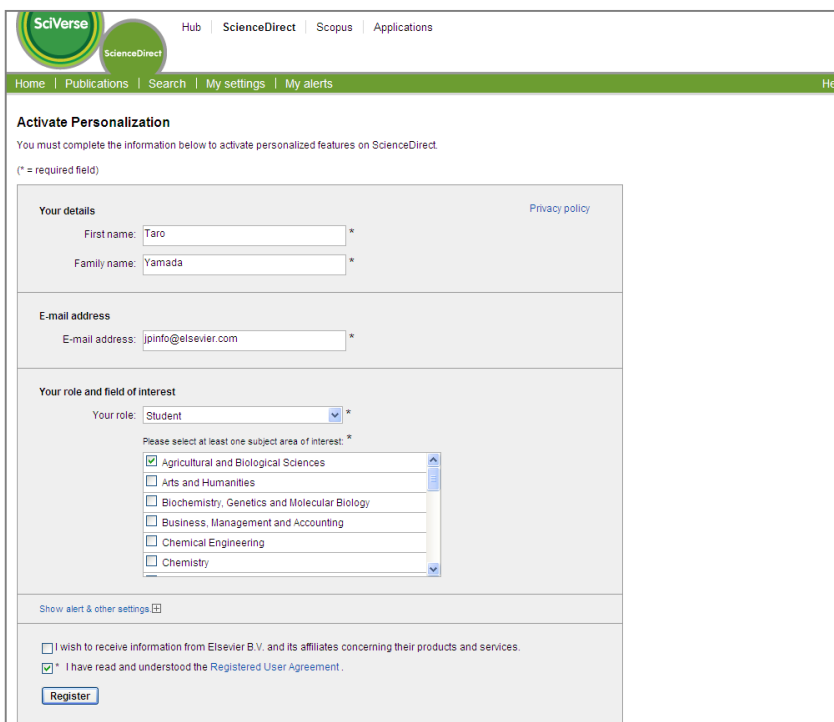 SciVerse
ScienceDirect
Hub | ScienceDirect | Scopus | Applications
Home | Publications | Search | My settings | My alerts He
Activate Personalization
You must complete the information below to activate personalized features on ScienceDirect.
(* = required field)
Your details Privacy policy
First name: Taro *
Family name: Yamada *
E-mail address
E-mail address: jpinfo@elsevier.com *
Your role and field of interest
Your role: Student *
Please select at least one subject area of interest: *
Agricultural and Biological Sciences
Arts and Humanities
Biochemistry, Genetics and Molecular Biology
Business, Management and Accounting
Chemical Engineering
Chemistry
Show alert & other settings.
I wish to receive information from Elsevier B.V. and its affiliates concerning their products and services.
* I have read and understood the Registered User Agreement .
Register